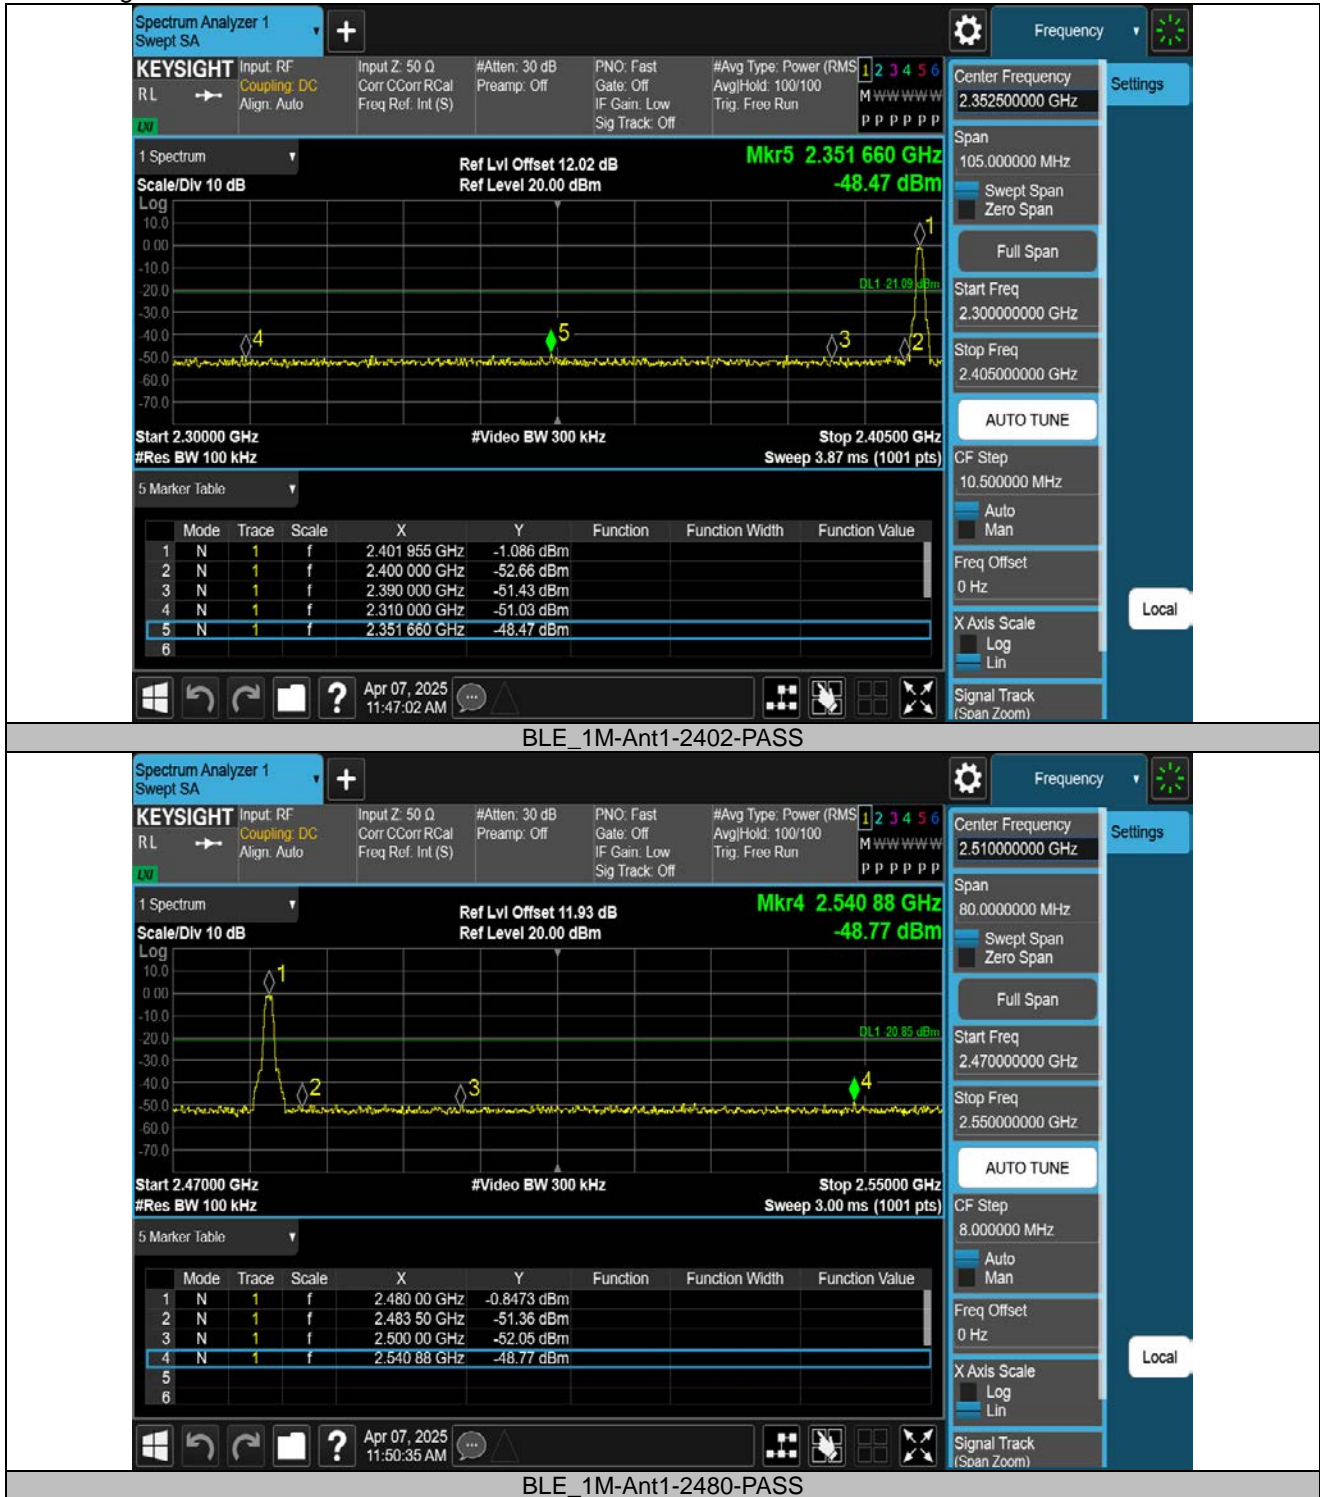 Spectrum Analyzer 1
Swept SA
Frequency
KEYSIGHT
RL
LXI
Input: RF
Coupling: DC
Align: Auto
Input Z: 50 Ω
Corr CCorr RCal
Freq Ref: Int (S)
#Atten: 30 dB
Preamp: Off
PNO: Fast
Gate: Off
IF Gain: Low
Sig Track: Off
#Avg Type: Power (RMS
Avg|Hold: 100/100
Trig: Free Run
1 2 3 4 5 6
M W W W W W
P P P P P P
Center Frequency
2.352500000 GHz
Settings
1 Spectrum
Ref Lvl Offset 12.02 dB
Mkr5 2.351 660 GHz
Scale/Div 10 dB
Ref Level 20.00 dBm
-48.47 dBm
Span
105.000000 MHz
Swept Span
Zero Span
Full Span
Start Freq
2.300000000 GHz
Stop Freq
2.405000000 GHz
AUTO TUNE
CF Step
10.500000 MHz
Auto
Man
Freq Offset
0 Hz
X Axis Scale
Log
Lin
Signal Track
(Span Zoom)
Local
Log
10.0
0.00
-10.0
-20.0
-30.0
-40.0
-50.0
-60.0
-70.0
1
DL1 -21.09 dBm
4
5
3
2
Start 2.30000 GHz
#Video BW 300 kHz
Stop 2.40500 GHz
#Res BW 100 kHz
Sweep 3.87 ms (1001 pts)
5 Marker Table
Mode Trace Scale X Y Function Function Width Function Value
1 N 1 f 2.401 955 GHz -1.086 dBm
2 N 1 f 2.400 000 GHz -52.66 dBm
3 N 1 f 2.390 000 GHz -51.43 dBm
4 N 1 f 2.310 000 GHz -51.03 dBm
5 N 1 f 2.351 660 GHz -48.47 dBm
6
?
Apr 07, 2025
11:47:02 AM
BLE_1M-Ant1-2402-PASS
Spectrum Analyzer 1
Swept SA
Frequency
KEYSIGHT
RL
LXI
Input: RF
Coupling: DC
Align: Auto
Input Z: 50 Ω
Corr CCorr RCal
Freq Ref: Int (S)
#Atten: 30 dB
Preamp: Off
PNO: Fast
Gate: Off
IF Gain: Low
Sig Track: Off
#Avg Type: Power (RMS
Avg|Hold: 100/100
Trig: Free Run
1 2 3 4 5 6
M W W W W W
P P P P P P
Center Frequency
2.510000000 GHz
Settings
1 Spectrum
Ref Lvl Offset 11.93 dB
Mkr4 2.540 88 GHz
Scale/Div 10 dB
Ref Level 20.00 dBm
-48.77 dBm
Span
80.0000000 MHz
Swept Span
Zero Span
Full Span
Start Freq
2.470000000 GHz
Stop Freq
2.550000000 GHz
AUTO TUNE
CF Step
8.000000 MHz
Auto
Man
Freq Offset
0 Hz
X Axis Scale
Log
Lin
Signal Track
(Span Zoom)
Local
Log
10.0
0.00
-10.0
-20.0
-30.0
-40.0
-50.0
-60.0
-70.0
1
DL1 -20.85 dBm
2
3
4
Start 2.47000 GHz
#Video BW 300 kHz
Stop 2.55000 GHz
#Res BW 100 kHz
Sweep 3.00 ms (1001 pts)
5 Marker Table
Mode Trace Scale X Y Function Function Width Function Value
1 N 1 f 2.480 00 GHz -0.8473 dBm
2 N 1 f 2.483 50 GHz -51.36 dBm
3 N 1 f 2.500 00 GHz -52.05 dBm
4 N 1 f 2.540 88 GHz -48.77 dBm
5
6
?
Apr 07, 2025
11:50:35 AM
BLE_1M-Ant1-2480-PASS